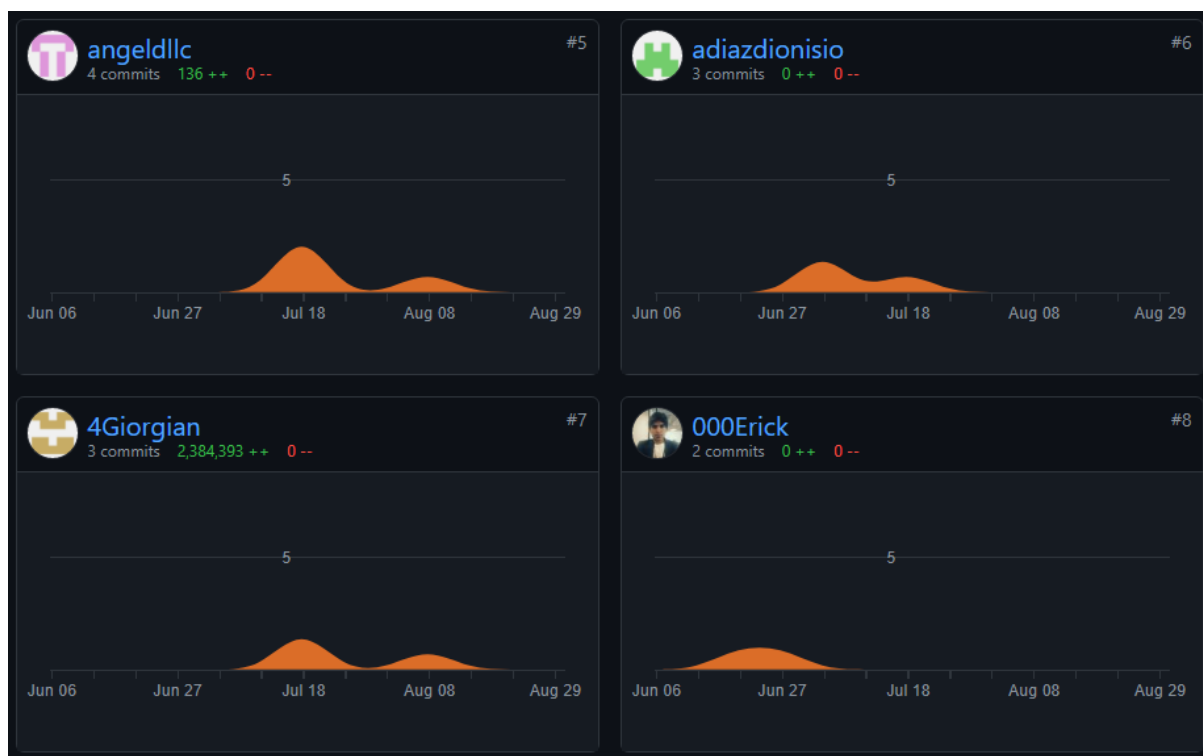 angeldllc #5
4 commits 136 ++ 0 --
5
Jun 06 Jun 27 Jul 18 Aug 08 Aug 29
adiazdionisio #6
3 commits 0 ++ 0 --
5
Jun 06 Jun 27 Jul 18 Aug 08 Aug 29
4Giorgian #7
3 commits 2,384,393 ++ 0 --
5
Jun 06 Jun 27 Jul 18 Aug 08 Aug 29
000Erick #8
2 commits 0 ++ 0 --
5
Jun 06 Jun 27 Jul 18 Aug 08 Aug 29